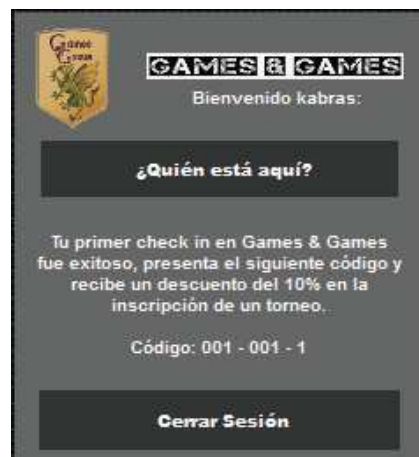 GAMES & GAMES
Bienvenido kabras:
¿Quién está aquí?
Tu primer check in en Games & Games
fue exitoso, presenta el siguiente código y
recibe un descuento del 10% en la
inscripción de un torneo.
Código: 001 - 001 - 1
Cerrar Sesión